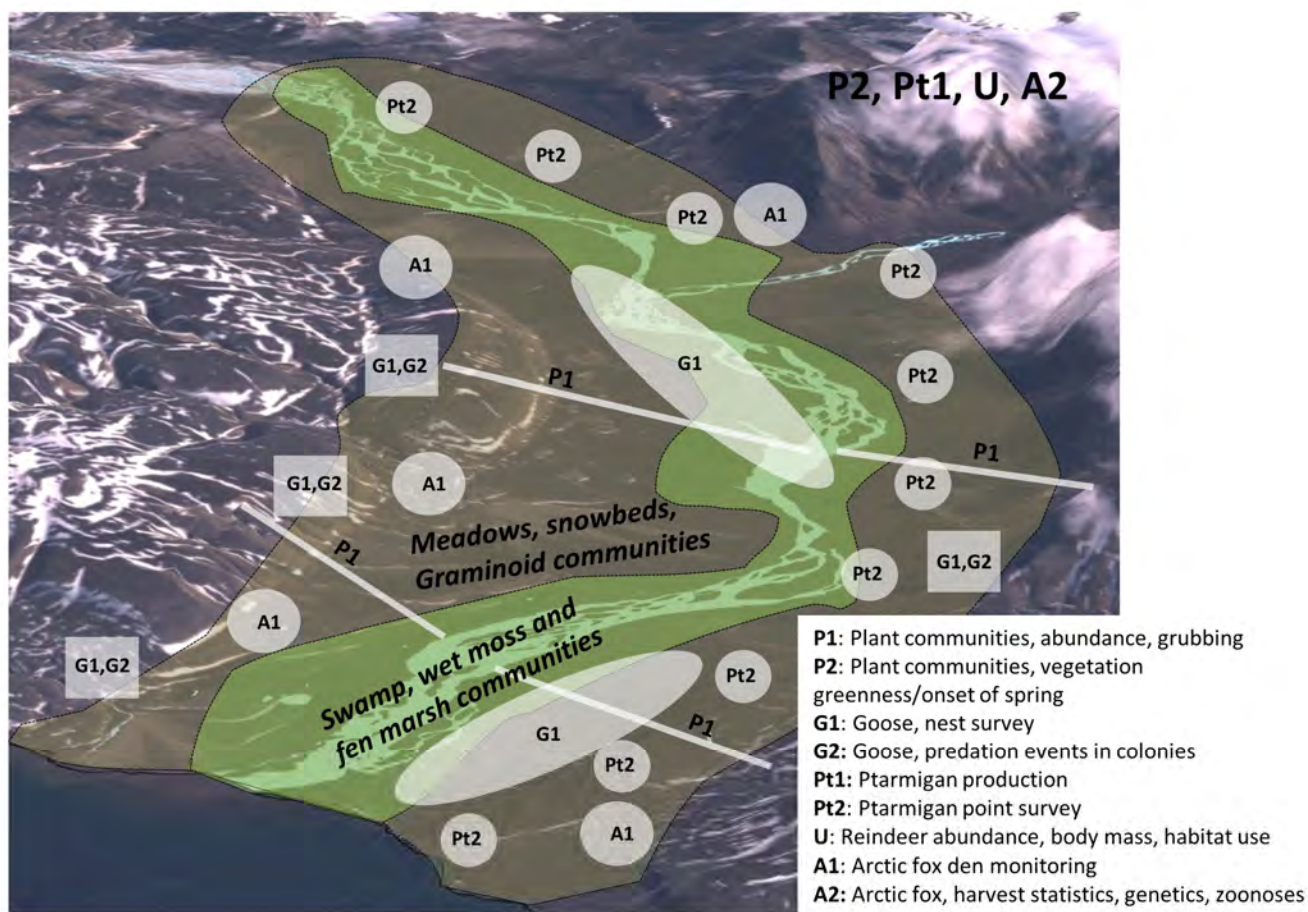 P2, Pt1, U, A2
Pt2
Pt2
Pt2
A1
A1
Pt2
G1,G2
P1
G1
Pt2
P1
G1,G2
A1
Pt2
P1
Meadows, snowbeds,
Graminoid communities
G1,G2
Pt2
A1
G1,G2
Swamp, wet moss and
fen marsh communities
Pt2
G1
P1
Pt2
Pt2
A1
P1: Plant communities, abundance, grubbing
P2: Plant communities, vegetation
greenness/onset of spring
G1: Goose, nest survey
G2: Goose, predation events in colonies
Pt1: Ptarmigan production
Pt2: Ptarmigan point survey
U: Reindeer abundance, body mass, habitat use
A1: Arctic fox den monitoring
A2: Arctic fox, harvest statistics, genetics, zoonoses